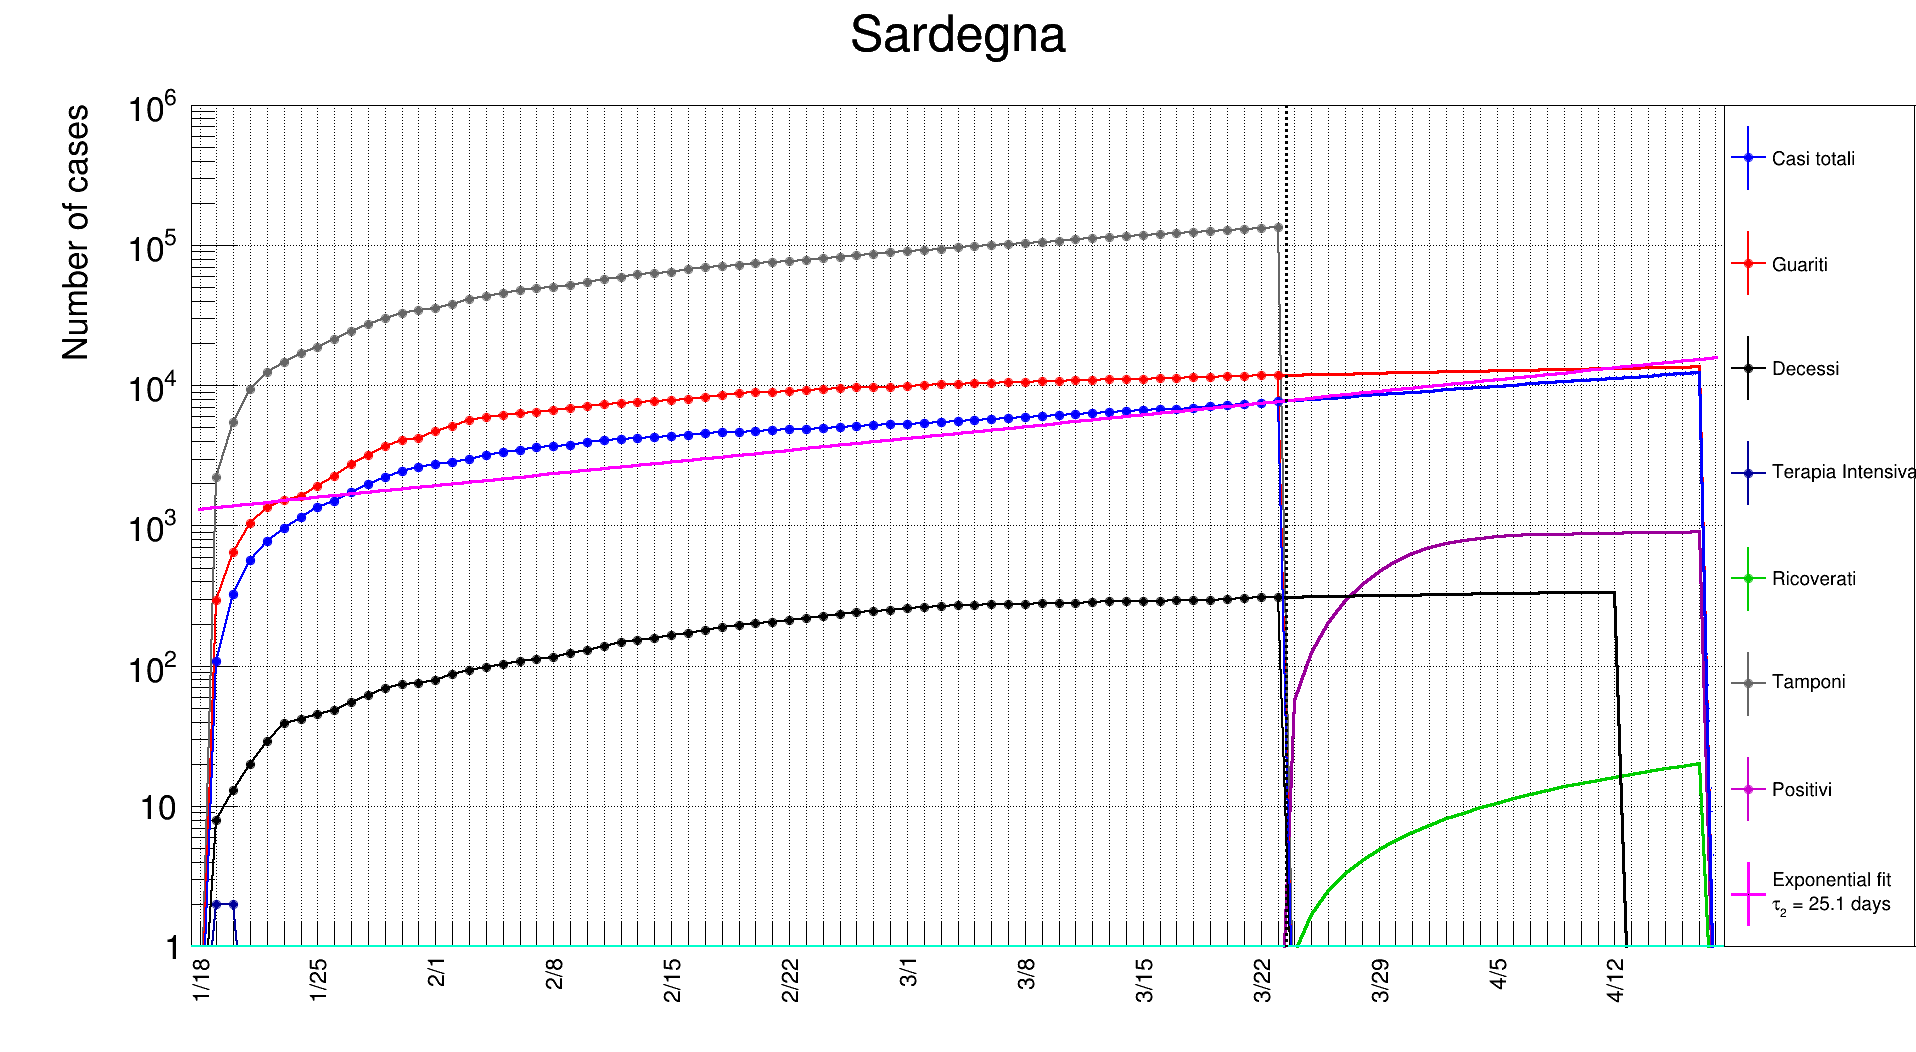 Sardegna
Number of cases
10^6
10^5
10^4
10^3
10^2
10
1
1/18
1/25
2/1
2/8
2/15
2/22
3/1
3/8
3/15
3/22
3/29
4/5
4/12
Casi totali
Guariti
Decessi
Terapia Intensiva
Ricoverati
Tamponi
Positivi
Exponential fit
τ_2 = 25.1 days